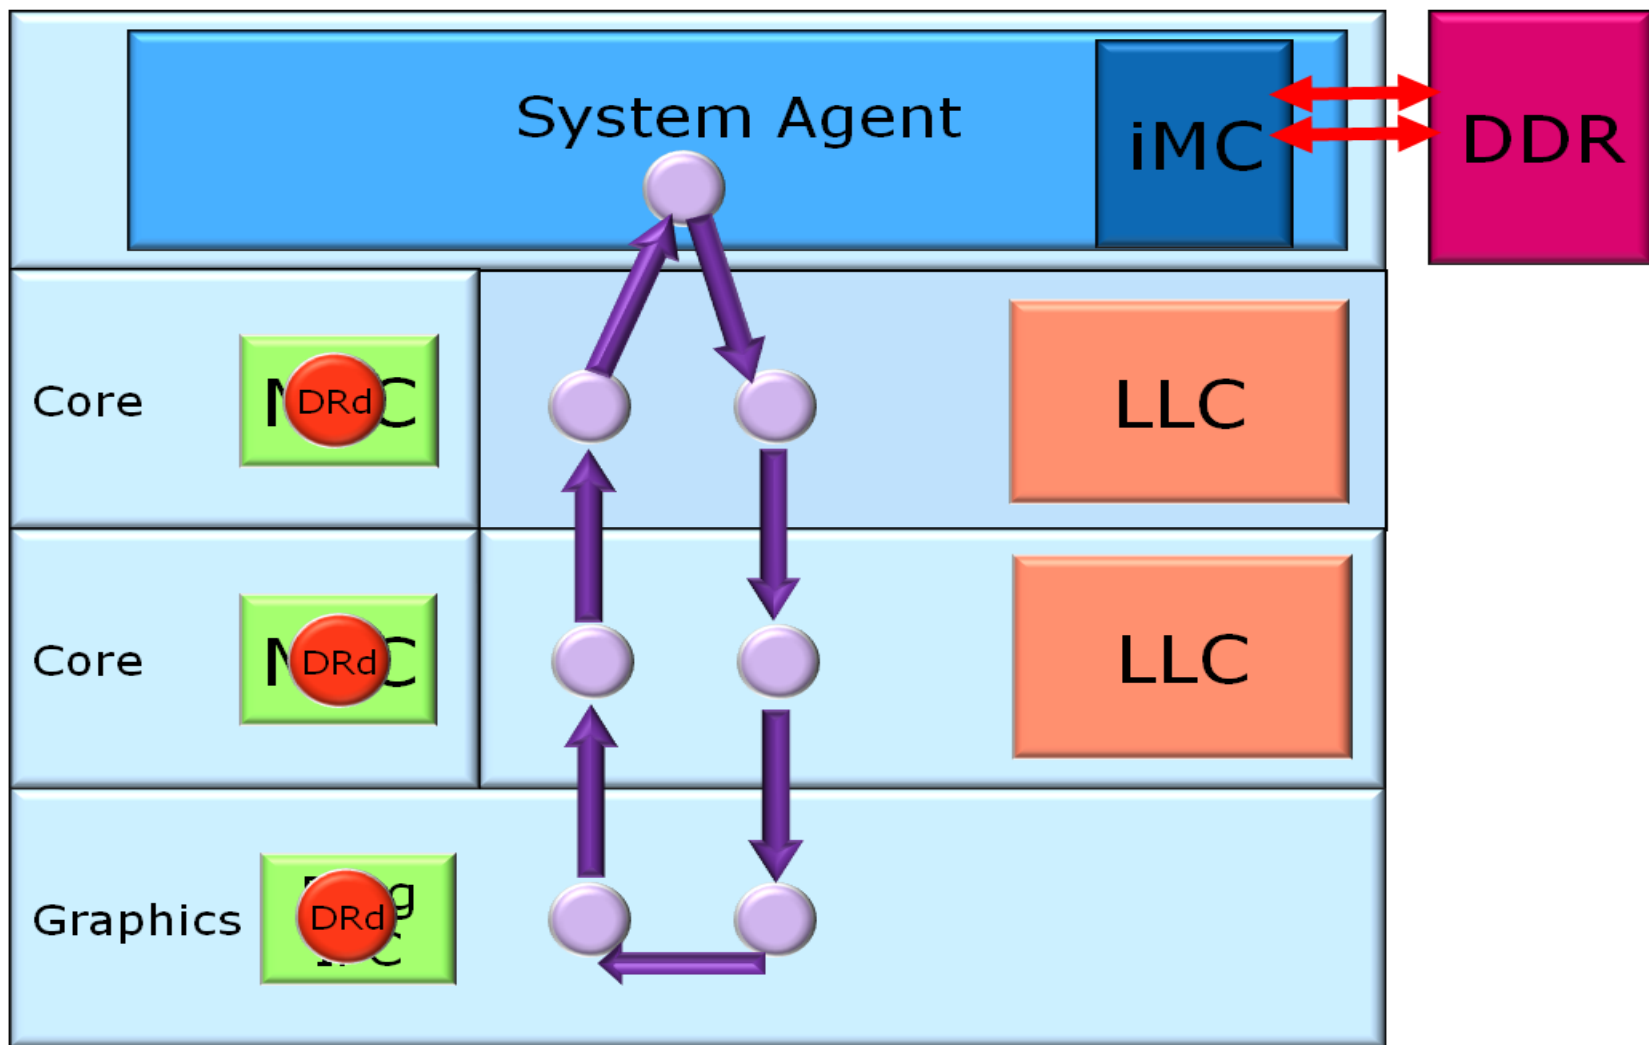 System Agent
iMC
DDR
Core
DRd
LLC
Core
DRd
LLC
Graphics
DRd